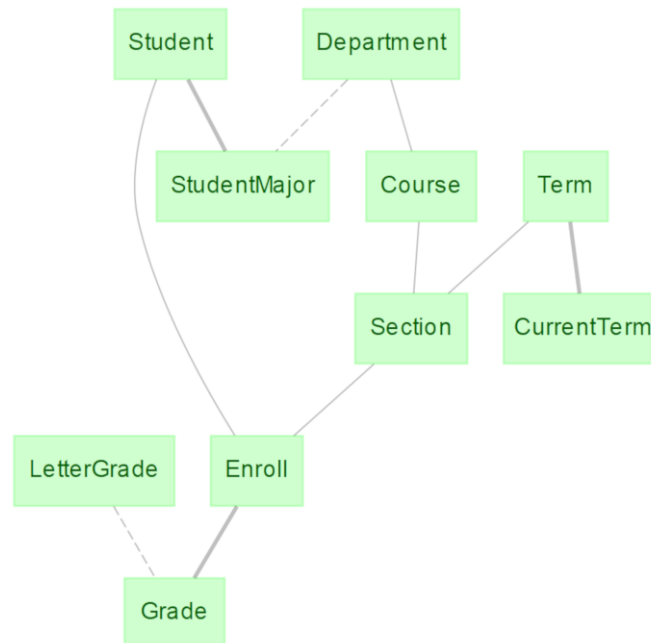 Student
Department
StudentMajor
Course
Term
Section
CurrentTerm
LetterGrade
Enroll
Grade